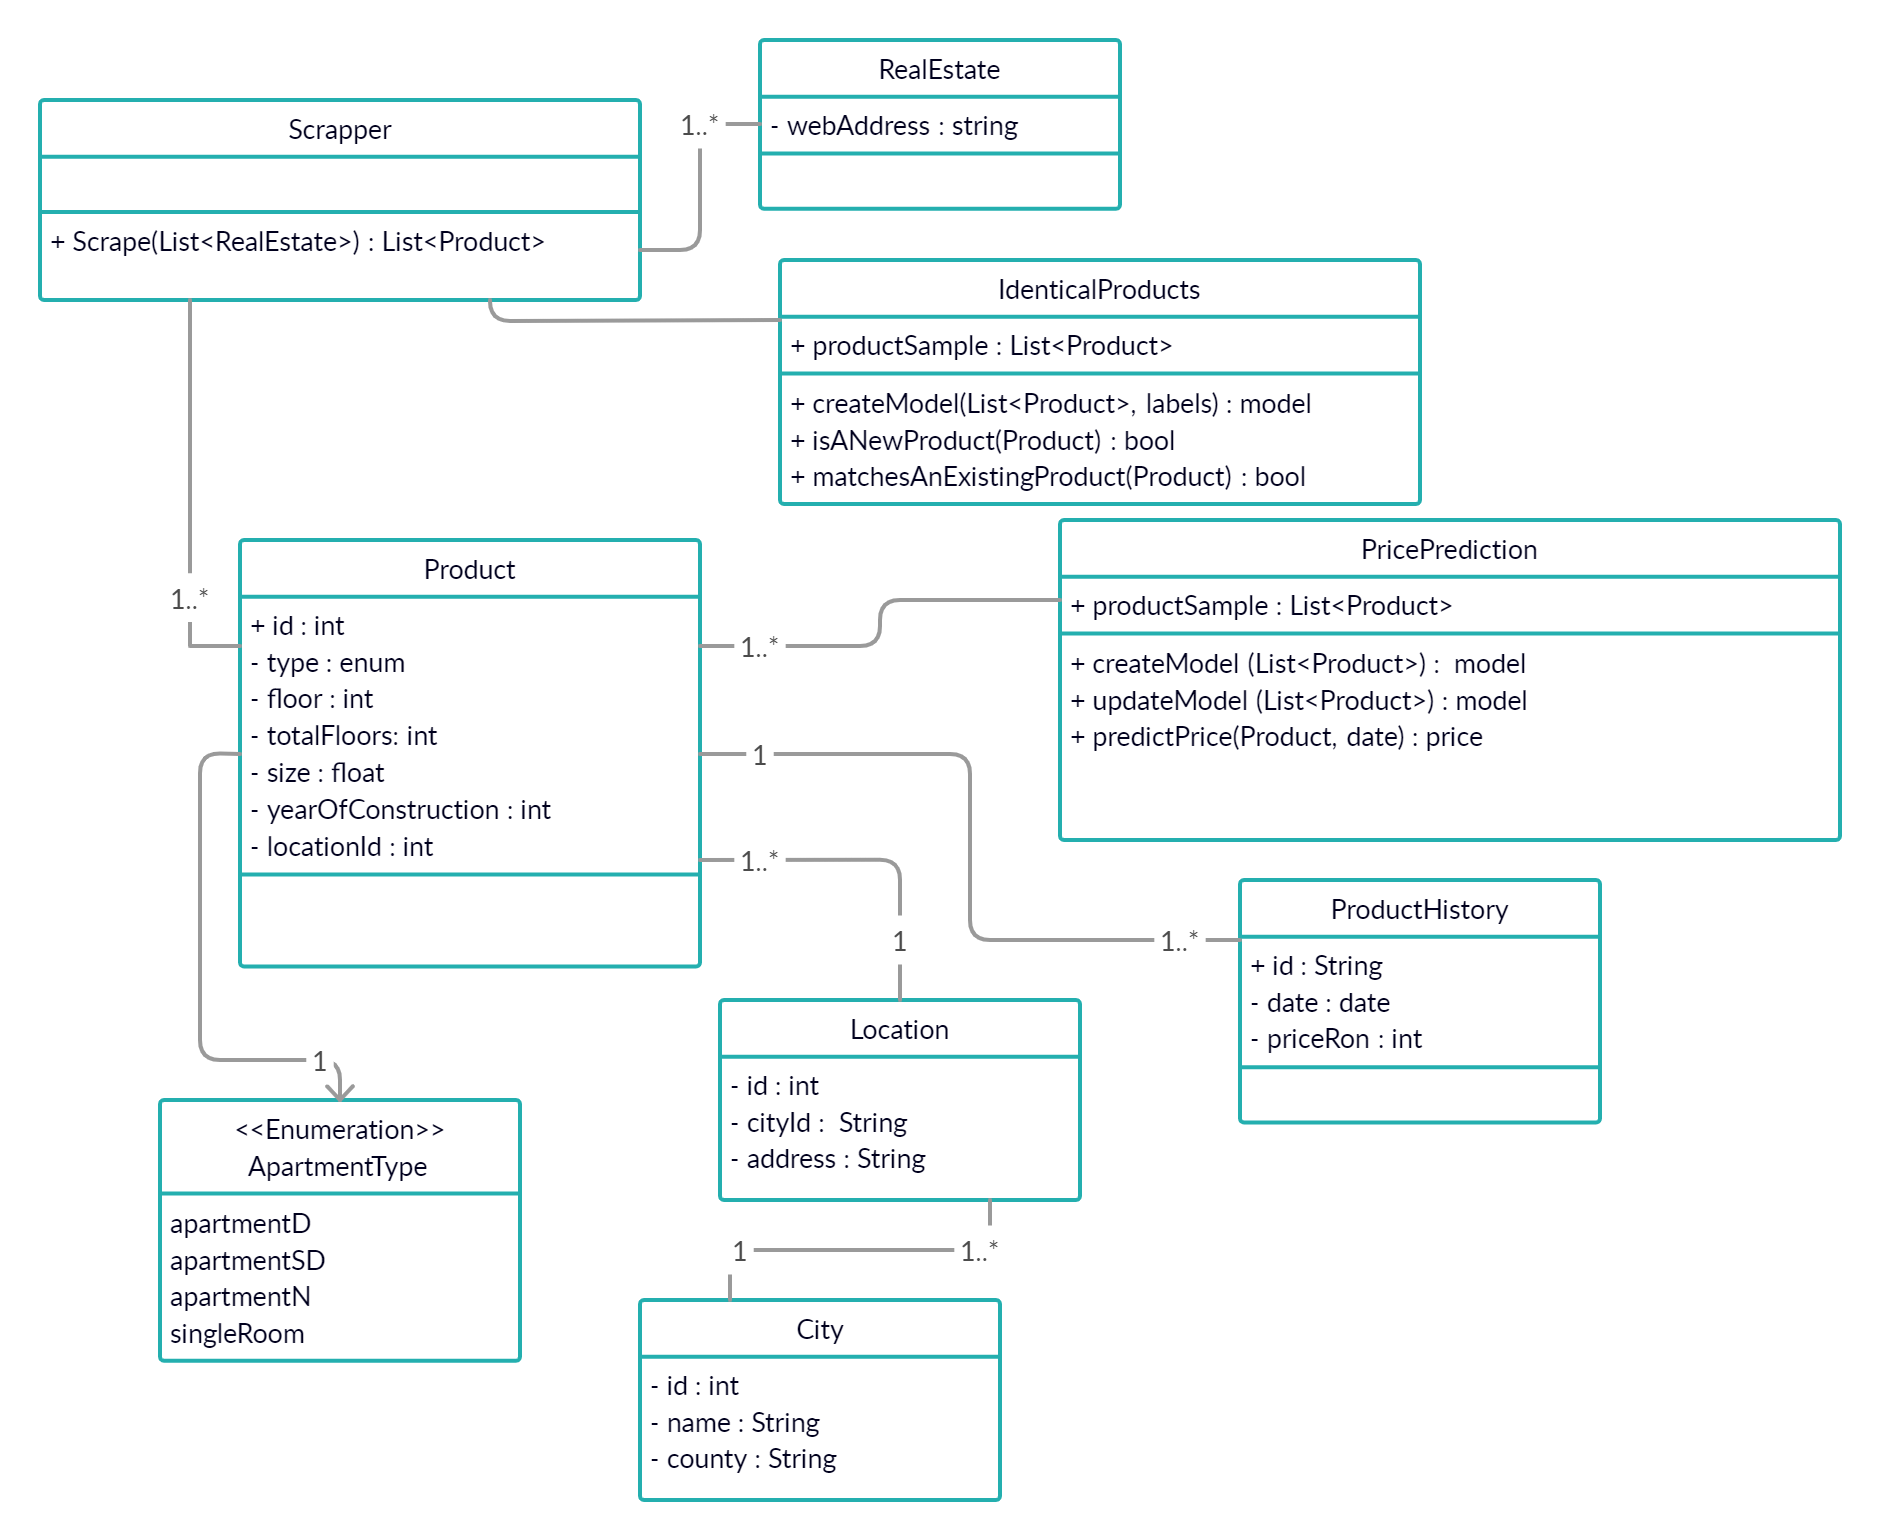 RealEstate
- webAddress : string
1..*
Scrapper
+ Scrape(List<RealEstate>) : List<Product>
IdenticalProducts
+ productSample : List<Product>
+ createModel(List<Product>, labels) : model
+ isANewProduct(Product) : bool
+ matchesAnExistingProduct(Product) : bool
1..*
Product
+ id : int
- type : enum
- floor : int
- totalFloors: int
- size : float
- yearOfConstruction : int
- locationId : int
1..*
1
1..*
PricePrediction
+ productSample : List<Product>
+ createModel (List<Product>) :  model
+ updateModel (List<Product>) : model
+ predictPrice(Product, date) : price
1..*
ProductHistory
+ id : String
- date : date
- priceRon : int
1
Location
- id : int
- cityId :  String
- address : String
1
<<Enumeration>>
ApartmentType
apartmentD
apartmentSD
apartmentN
singleRoom
1
1..*
City
- id : int
- name : String
- county : String